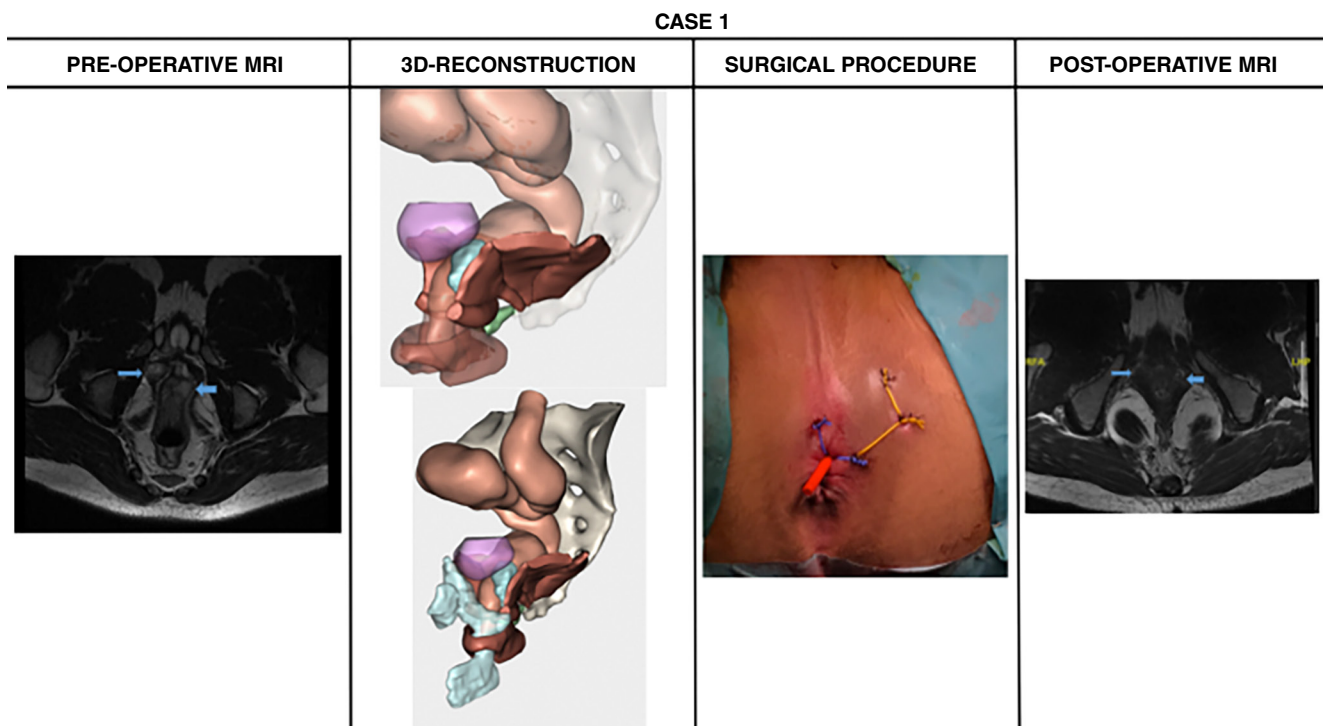 CASE 1
PRE-OPERATIVE MRI
3D-RECONSTRUCTION
SURGICAL PROCEDURE
POST-OPERATIVE MRI